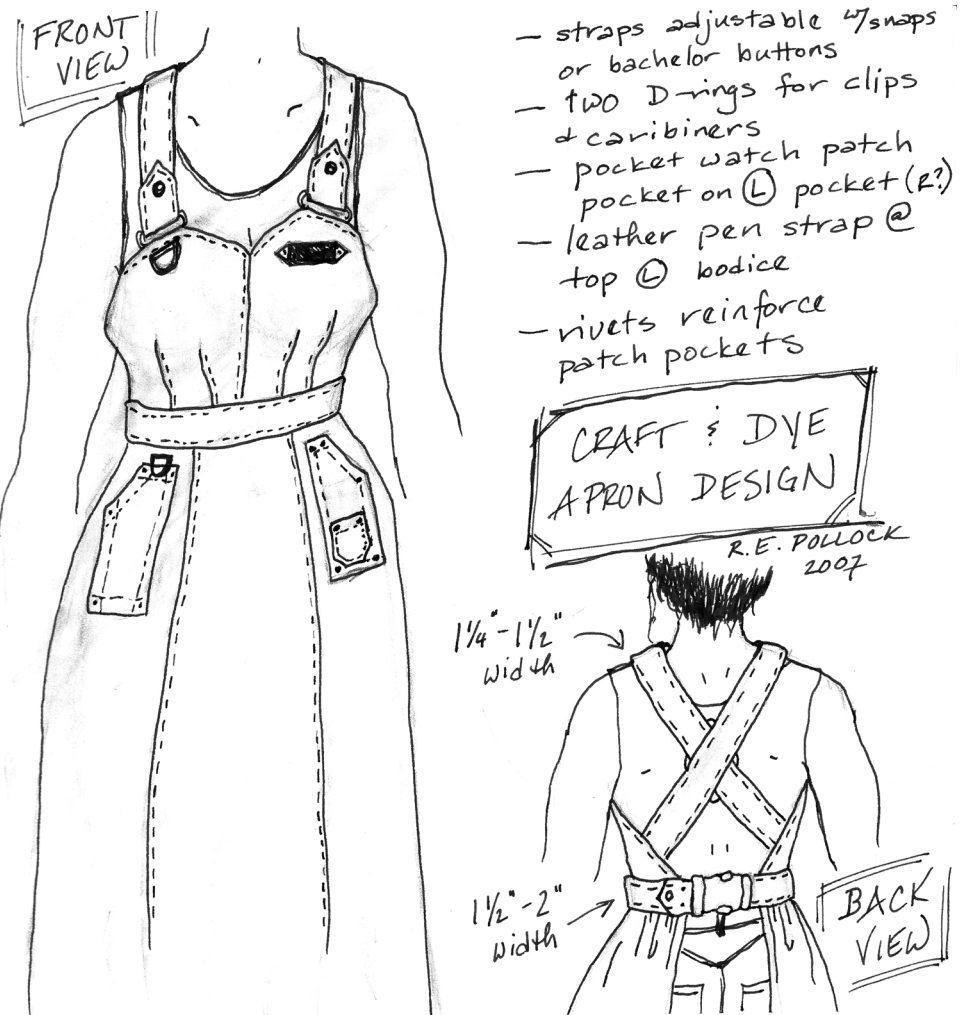 FRONT
VIEW
— straps adjustable w/snaps
or bachelor buttons
— two D-rings for clips
& caribiners
— pocket watch patch
pocket on Ⓛ pocket (R?)
— leather pen strap @
top Ⓛ bodice
— rivets reinforce
patch pockets
CRAFT & DYE
APRON DESIGN
R.E. POLLOCK
2007
1¼"-1½"
width
1½"-2"
width
BACK
VIEW